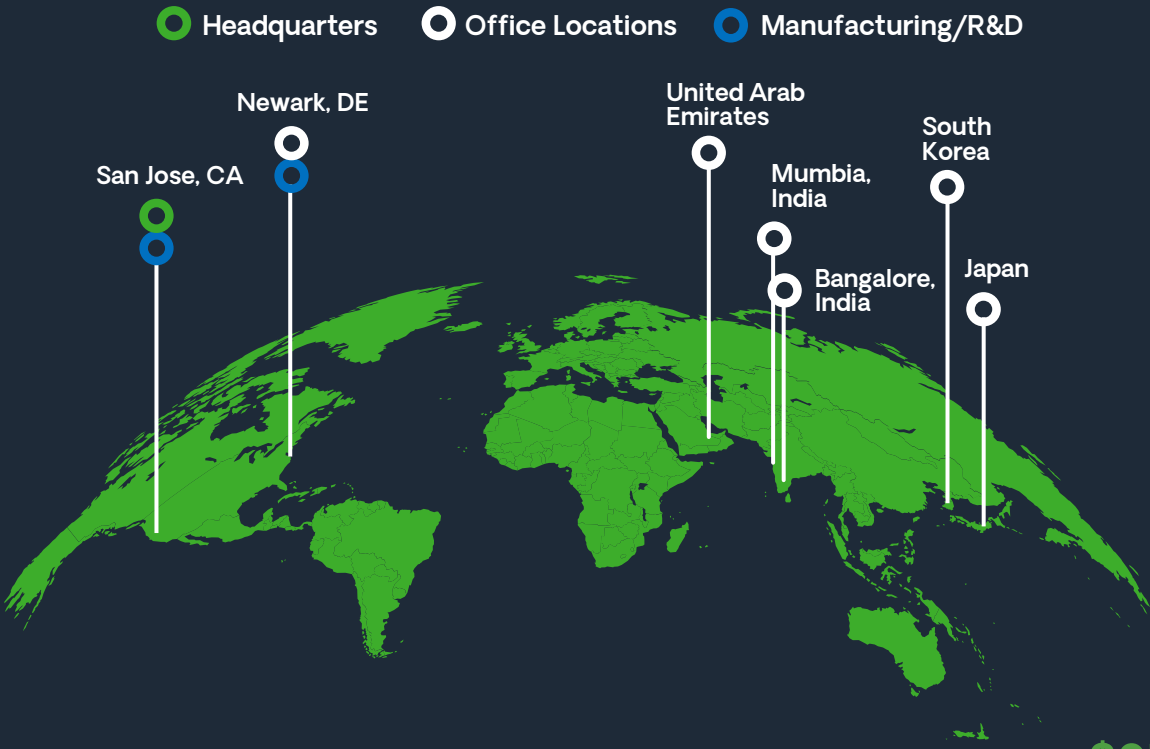 Headquarters
Office Locations
Manufacturing/R&D
Newark, DE
San Jose, CA
United Arab
Emirates
South
Korea
Mumbia,
India
Bangalore,
India
Japan